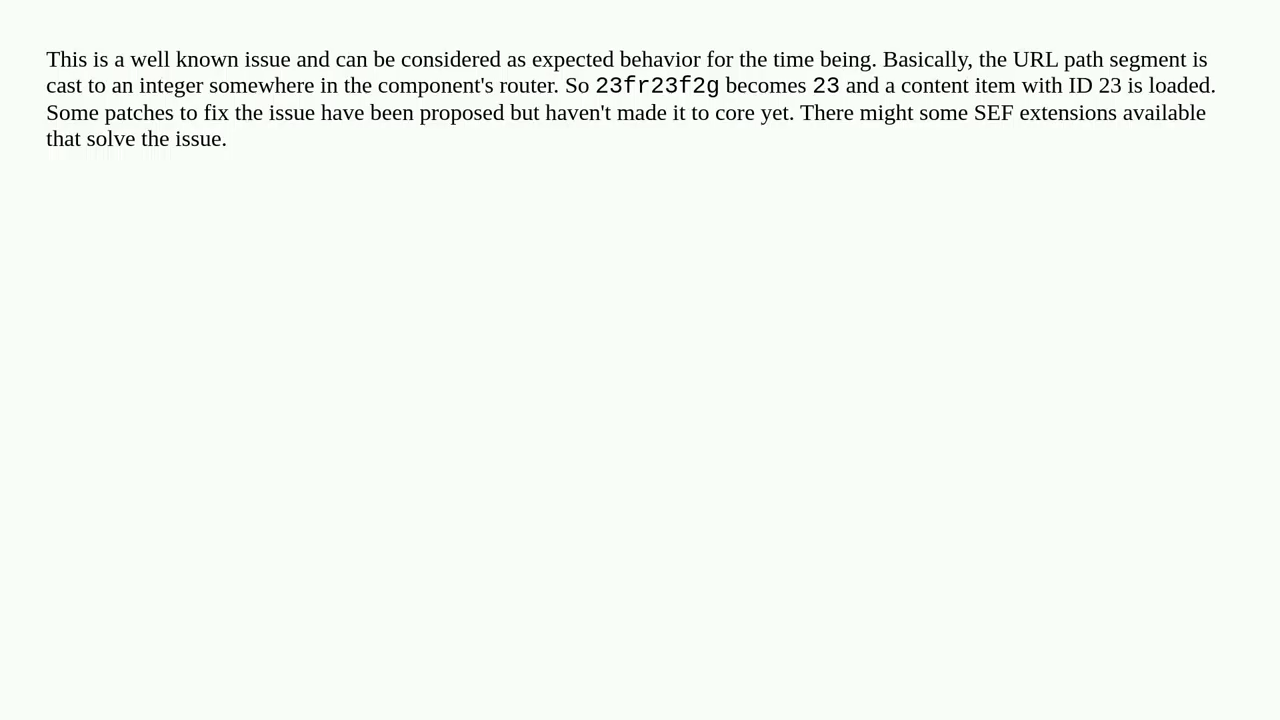 This is a well known issue and can be considered as expected behavior for the time being. Basically, the URL path segment is
cast to an integer somewhere in the component's router. So 23fr23f2g becomes 23 and a content item with ID 23 is loaded.
Some patches to fix the issue have been proposed but haven't made it to core yet. There might some SEF extensions available
that solve the issue.